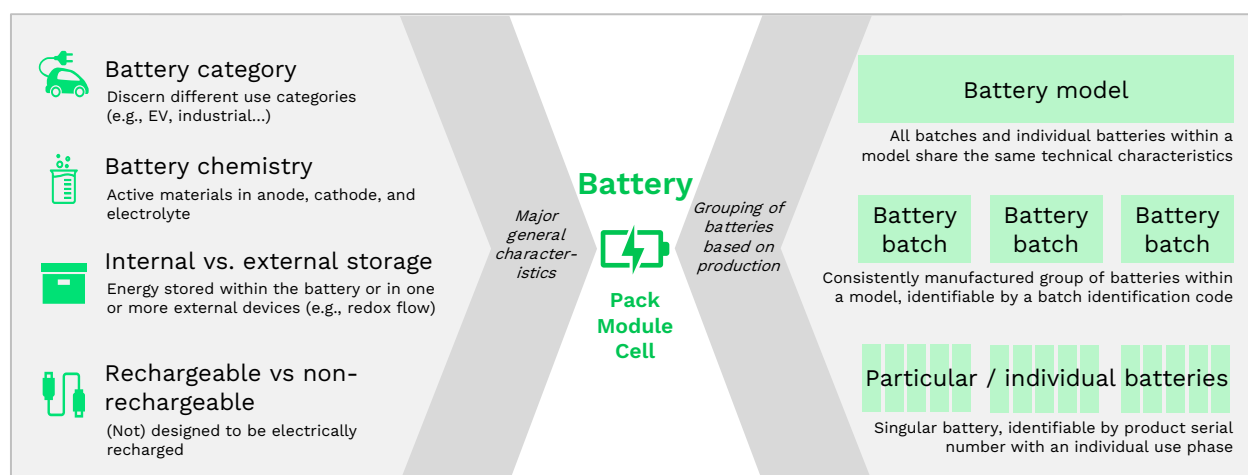 Battery category
Discern different use categories
(e.g., EV, industrial...)
Battery chemistry
Active materials in anode, cathode, and
electrolyte
Internal vs. external storage
Energy stored within the battery or in one
or more external devices (e.g., redox flow)
Rechargeable vs non-
rechargeable
(Not) designed to be electrically
recharged
Major
general
character-
istics
Battery
Pack
Module
Cell
Grouping of
batteries
based on
production
Battery model
All batches and individual batteries within a
model share the same technical characteristics
Battery
batch
Battery
batch
Battery
batch
Consistently manufactured group of batteries within
a model, identifiable by a batch identification code
Particular / individual batteries
Singular battery, identifiable by product serial
number with an individual use phase